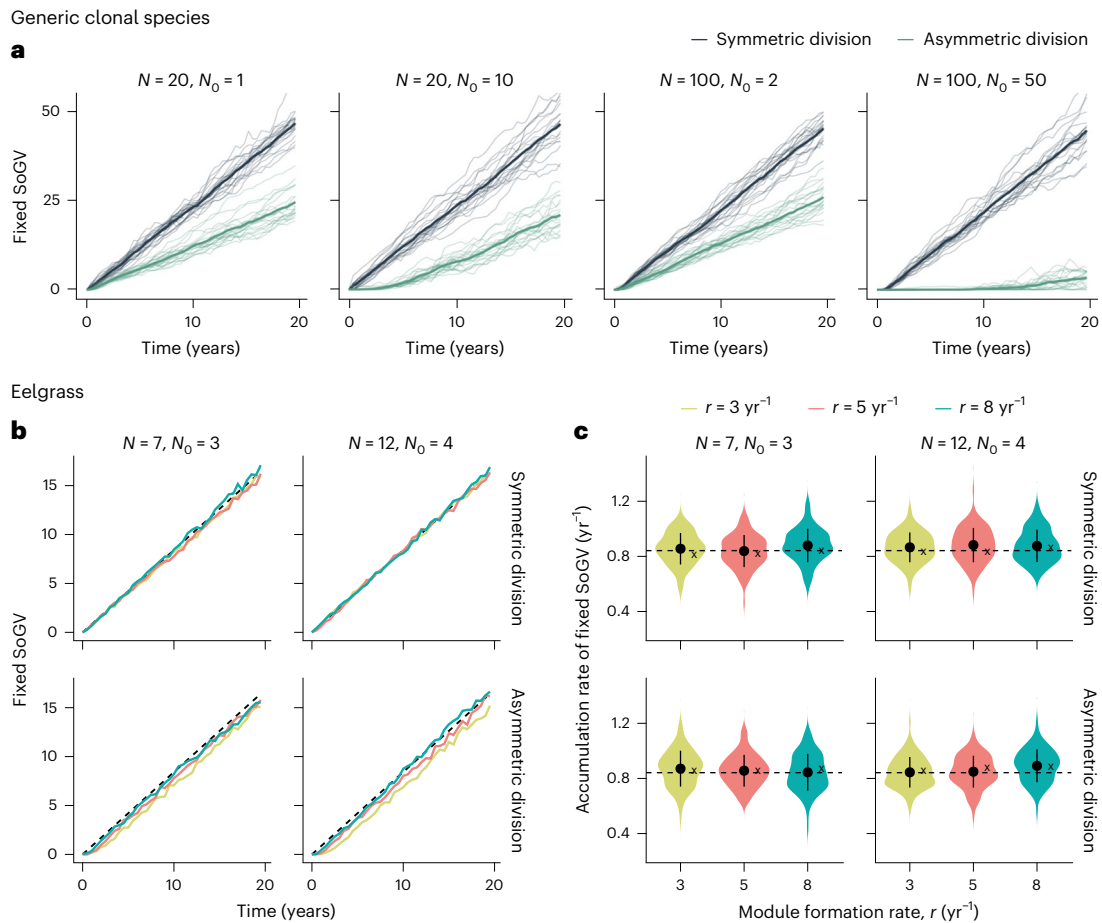 Generic clonal species
a
Symmetric division Asymmetric division
N = 20, N0 = 1 N = 20, N0 = 10 N = 100, N0 = 2 N = 100, N0 = 50
Fixed SoGV
50
25
0
0 10 20 0 10 20 0 10 20 0 10 20
Time (years) Time (years) Time (years) Time (years)
Eelgrass
b
N = 7, N0 = 3 N = 12, N0 = 4
Symmetric division
15
10
5
0
Fixed SoGV
Asymmetric division
15
10
5
0
0 10 20 0 10 20
Time (years)
c
r = 3 yr−1 r = 5 yr−1 r = 8 yr−1
N = 7, N0 = 3 N = 12, N0 = 4
Symmetric division
1.2
0.8
0.4
Accumulation rate of fixed SoGV (yr−1)
Asymmetric division
1.2
0.8
0.4
3 5 8 3 5 8
Module formation rate, r (yr−1)